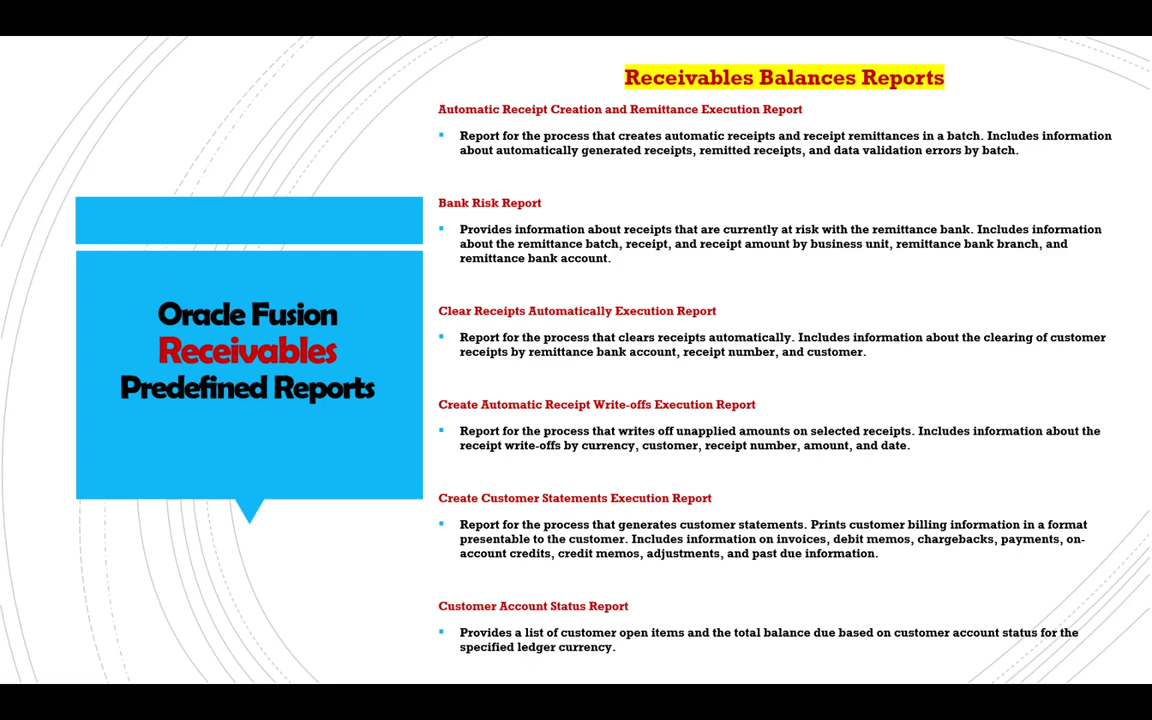 Receivables Balances Reports
Automatic Receipt Creation and Remittance Execution Report
Report for the process that creates automatic receipts and receipt remittances in a batch. Includes information
about automatically generated receipts, remitted receipts, and data validation errors by batch.
Bank Risk Report
Provides information about receipts that are currently at risk with the remittance bank. Includes information
about the remittance batch, receipt, and receipt amount by business unit, remittance bank branch, and
remittance bank account.
Clear Receipts Automatically Execution Report
Report for the process that clears receipts automatically. Includes information about the clearing of customer
receipts by remittance bank account, receipt number, and customer.
Create Automatic Receipt Write-offs Execution Report
Report for the process that writes off unapplied amounts on selected receipts. Includes information about the
receipt write-offs by currency, customer, receipt number, amount, and date.
Create Customer Statements Execution Report
Report for the process that generates customer statements. Prints customer billing information in a format
presentable to the customer. Includes information on invoices, debit memos, chargebacks, payments, on-
account credits, credit memos, adjustments, and past due information.
Customer Account Status Report
Provides a list of customer open items and the total balance due based on customer account status for the
specified ledger currency.
Oracle Fusion
Receivables
Predefined Reports